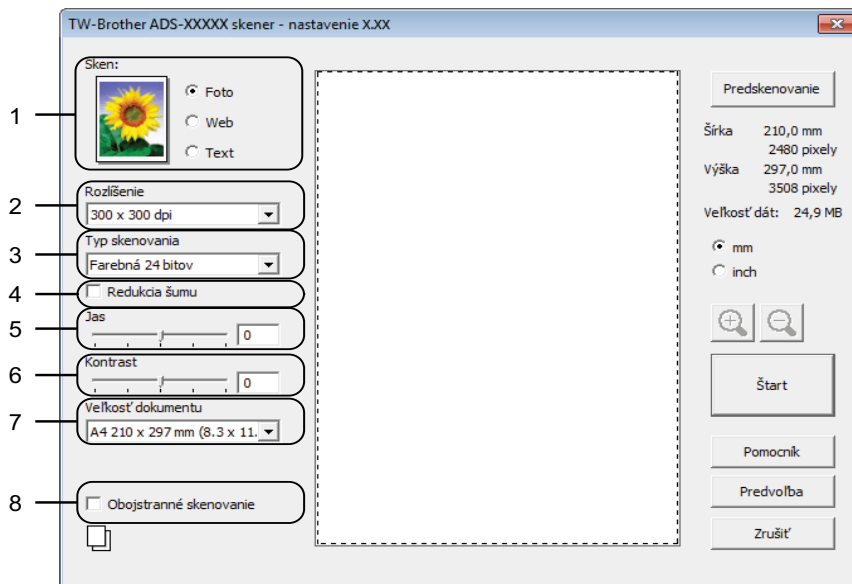 TW-Brother ADS-XXXXX skener - nastavenie X.XX
1
Sken:
Foto
Web
Text
2
Rozlíšenie
300 x 300 dpi
3
Typ skenovania
Farebná 24 bitov
4
Redukcia šumu
5
Jas
0
6
Kontrast
0
7
Veľkosť dokumentu
A4 210 x 297 mm (8.3 x 11.
8
Obojstranné skenovanie
Predskenovanie
Šírka 210,0 mm
2480 pixely
Výška 297,0 mm
3508 pixely
Veľkosť dát: 24,9 MB
mm
inch
Štart
Pomocník
Predvoľba
Zrušiť